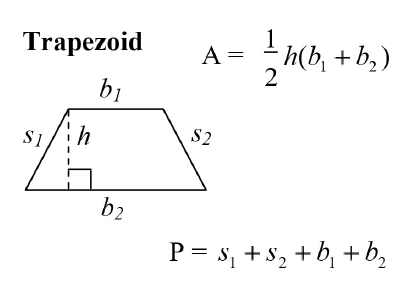 Trapezoid
A = 1/2 h(b₁ + b₂)
b₁
s₁
h
s₂
b₂
P = s₁ + s₂ + b₁ + b₂